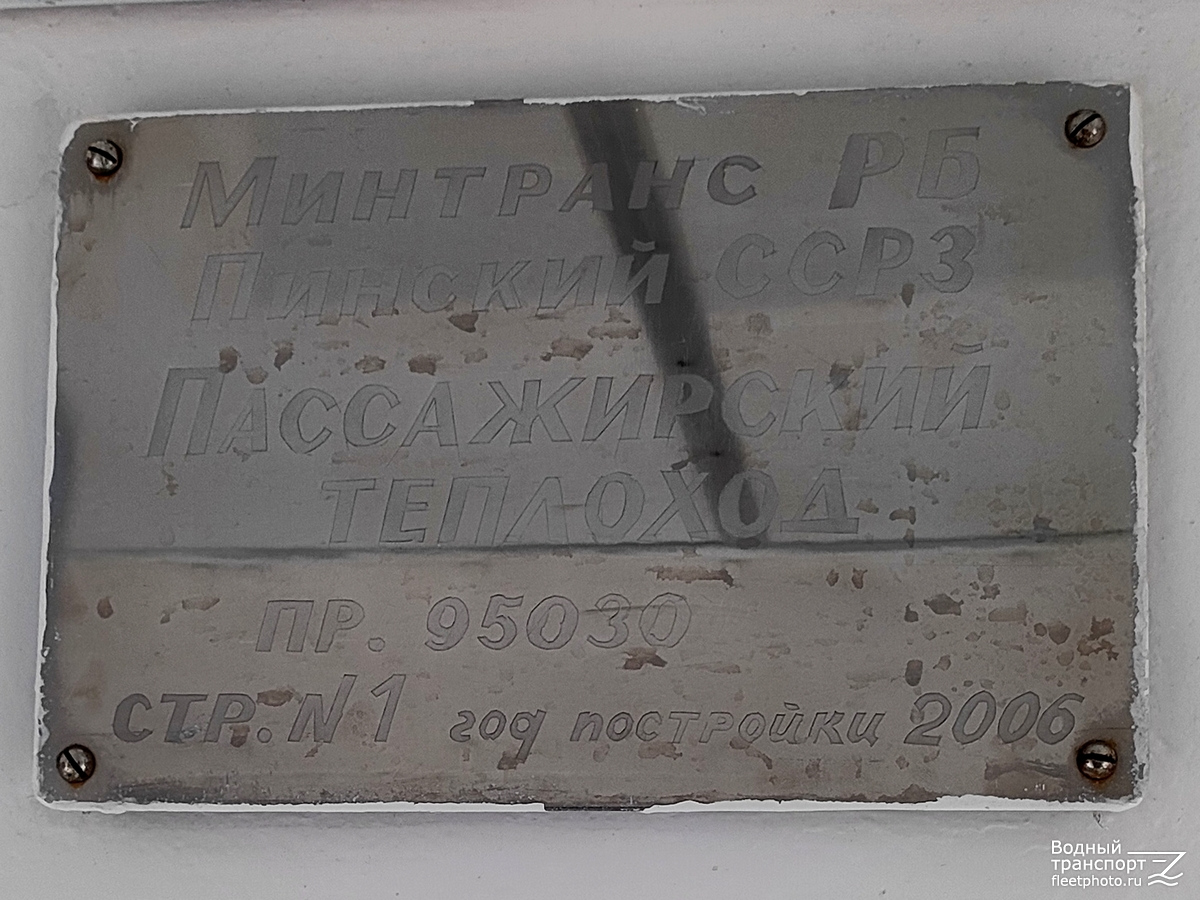 Минтранс РБ
Пинский ССРЗ
Пассажирский
теплоход
пр. 95030
стр. N1 год постройки 2006
Водный
транспорт
fleetphoto.ru